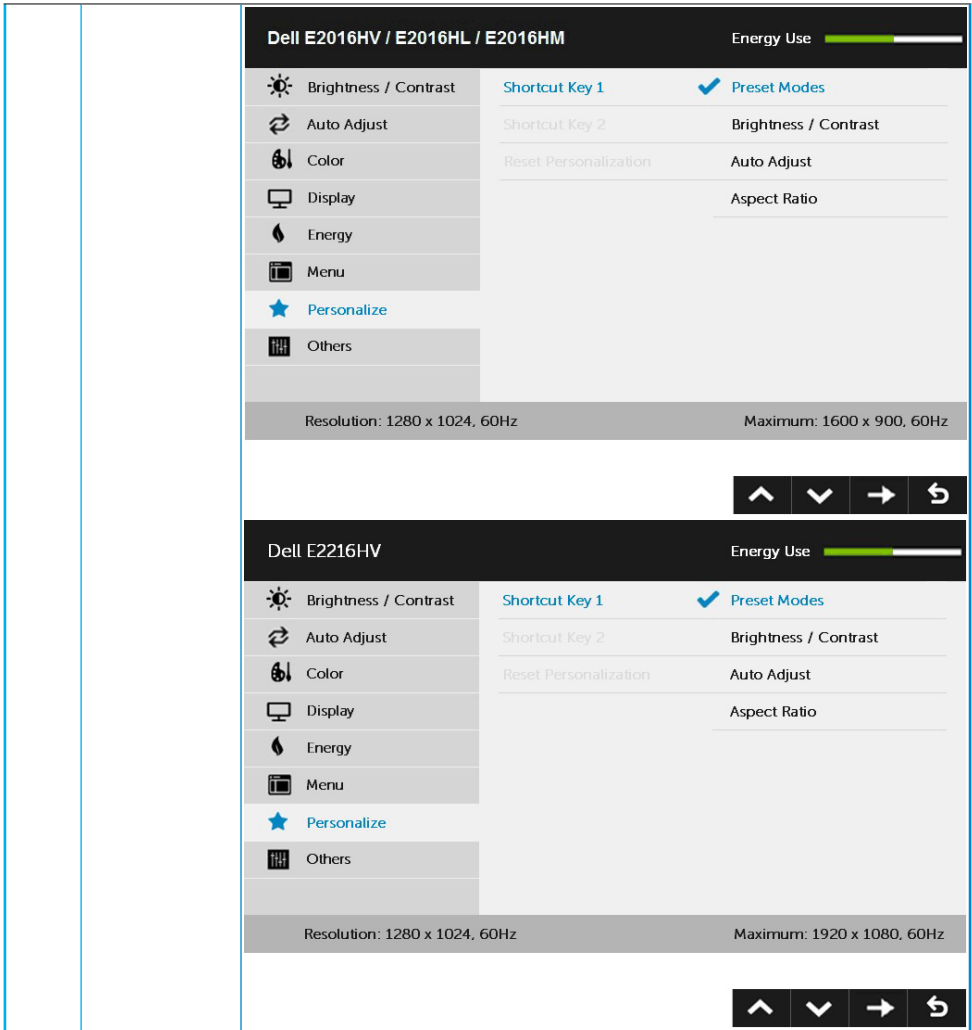 Dell E2016HV / E2016HL / E2016HM Energy Use
Brightness / Contrast Shortcut Key 1 Preset Modes
Auto Adjust Shortcut Key 2 Brightness / Contrast
Color Reset Personalization Auto Adjust
Display Aspect Ratio
Energy
Menu
Personalize
Others
Resolution: 1280 x 1024, 60Hz Maximum: 1600 x 900, 60Hz
Dell E2216HV Energy Use
Brightness / Contrast Shortcut Key 1 Preset Modes
Auto Adjust Shortcut Key 2 Brightness / Contrast
Color Reset Personalization Auto Adjust
Display Aspect Ratio
Energy
Menu
Personalize
Others
Resolution: 1280 x 1024, 60Hz Maximum: 1920 x 1080, 60Hz